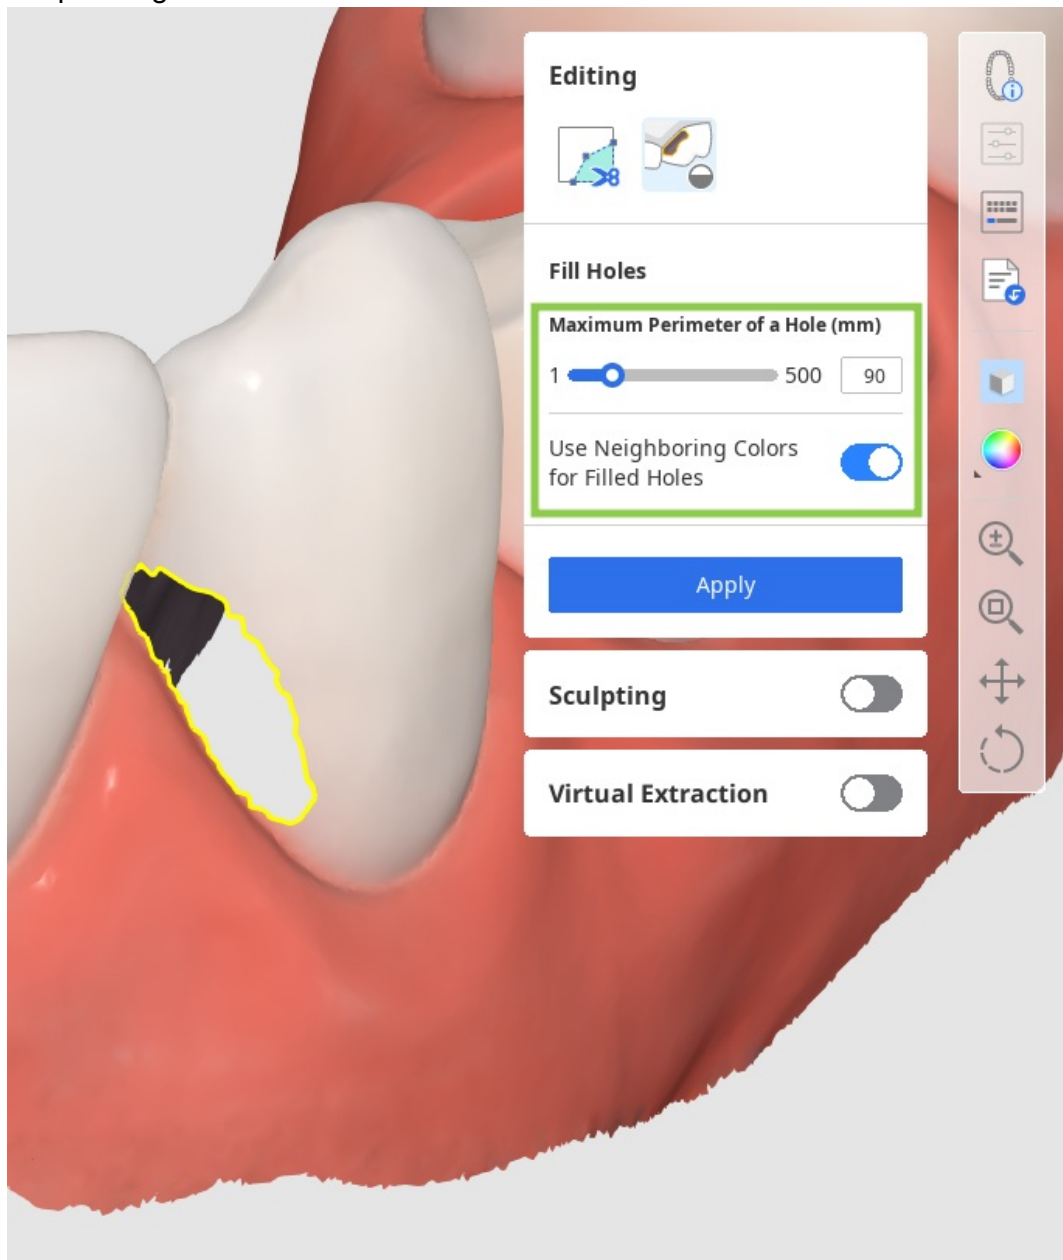 Editing
Fill Holes
Maximum Perimeter of a Hole (mm)
1 500 90
Use Neighboring Colors
for Filled Holes
Apply
Sculpting
Virtual Extraction